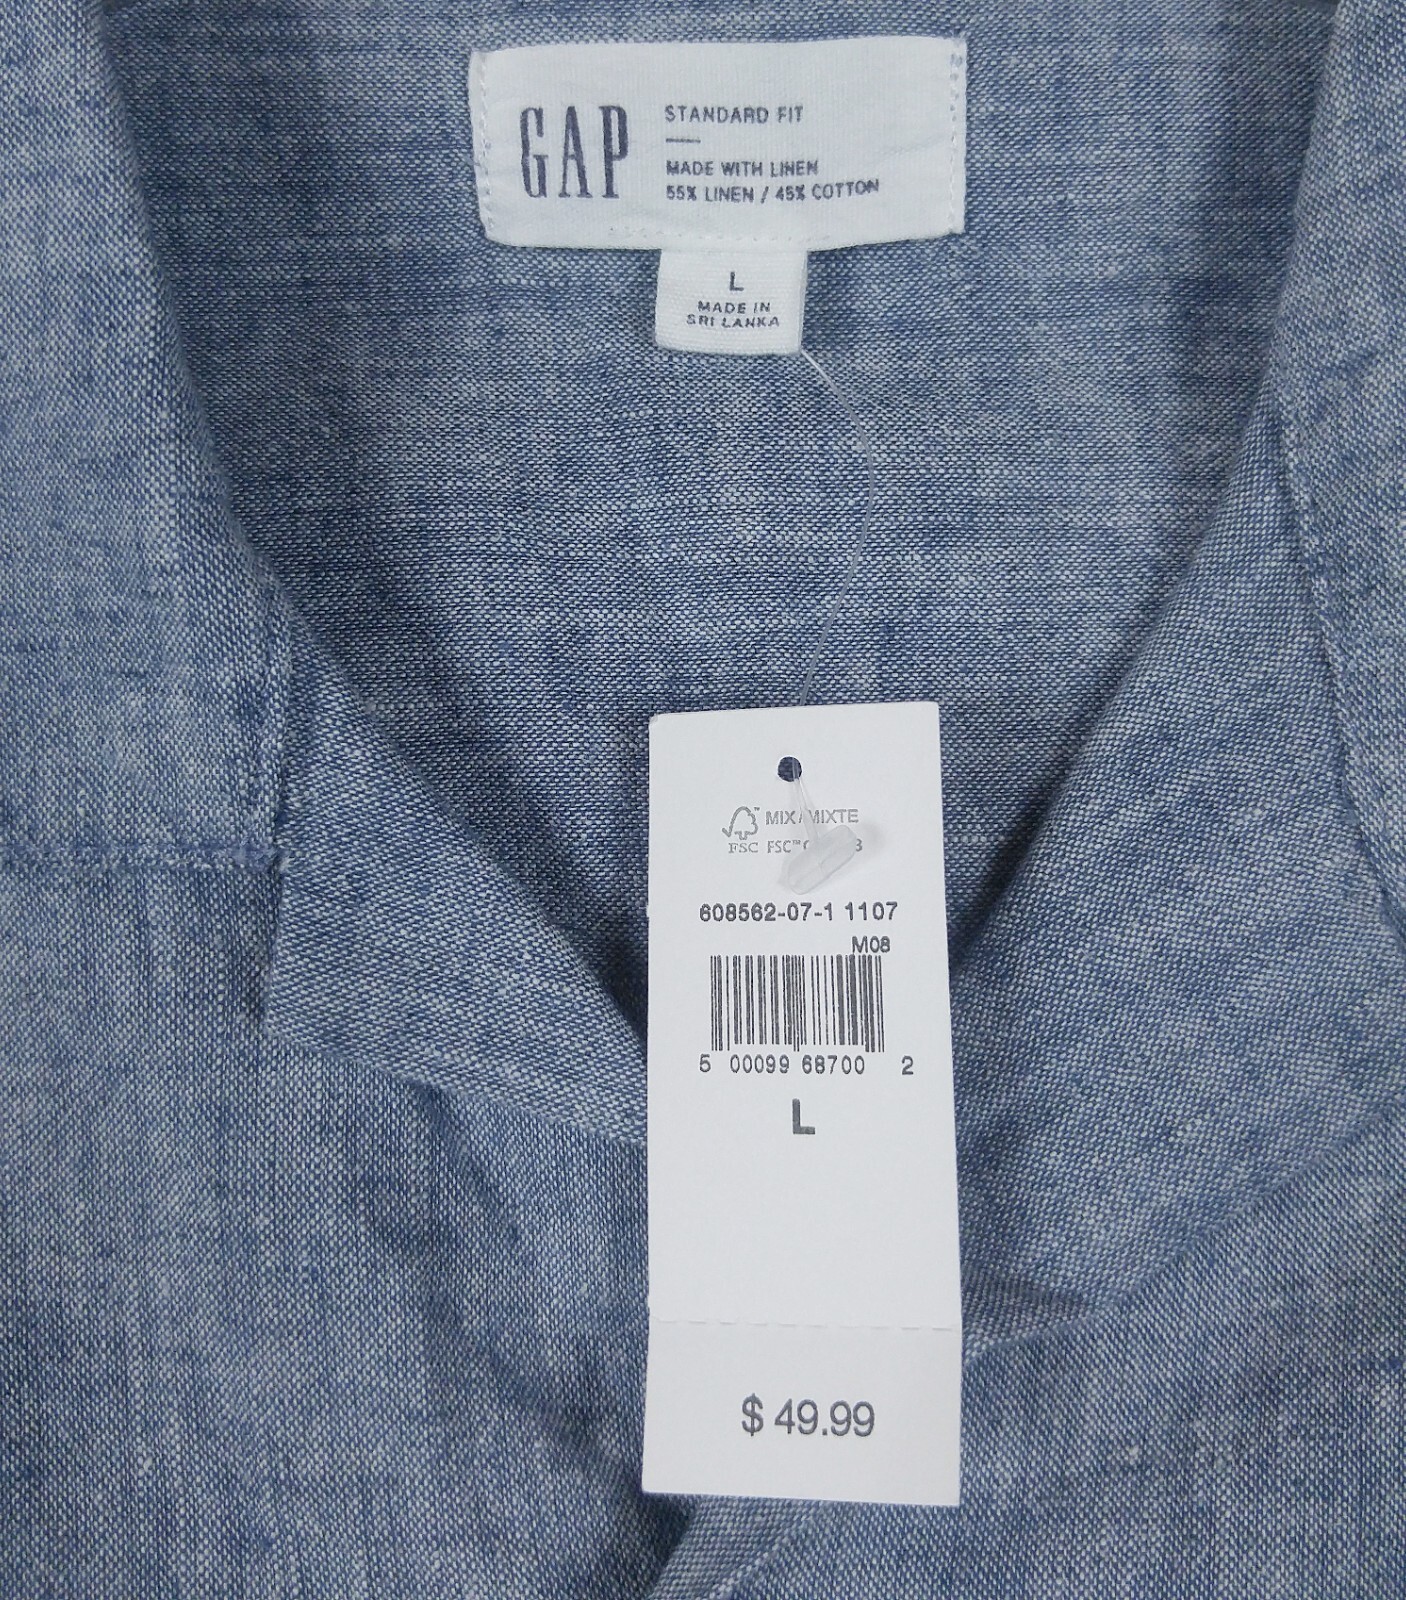 GAP
STANDARD FIT
MADE WITH LINEN
55% LINEN / 45% COTTON
L
MADE IN
SRI LANKA
MIX / MIXTE
FSC FSC™
608562-07-1 1107
M08
5 00099 68700 2
L
$ 49.99